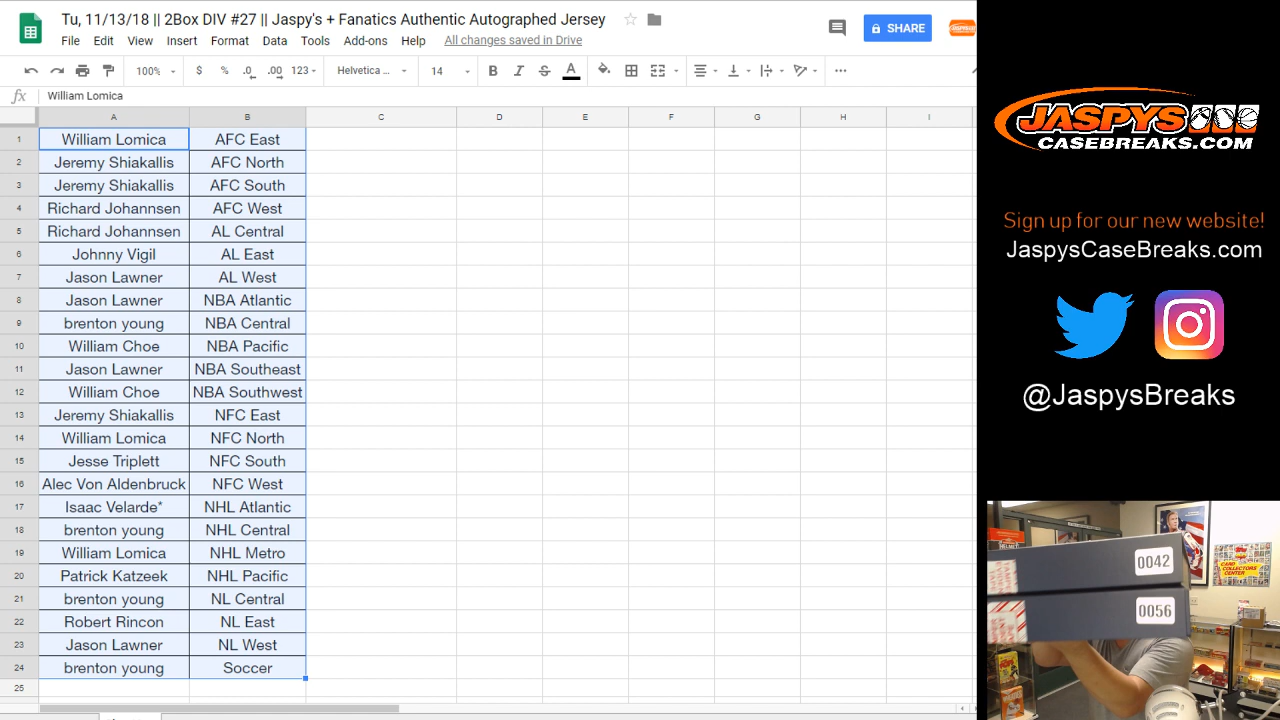 Tu, 11/13/18 || 2Box DIV #27 || Jaspy's + Fanatics Authentic Autographed Jersey
File Edit View Insert Format Data Tools Add-ons Help All changes saved in Drive
SHARE
100% $ % .0 .00 123 Helvetica ... 14 B I S A
fx William Lomica
A B C D E F G H I
1 William Lomica AFC East
2 Jeremy Shiakallis AFC North
3 Jeremy Shiakallis AFC South
4 Richard Johannsen AFC West
5 Richard Johannsen AL Central
6 Johnny Vigil AL East
7 Jason Lawner AL West
8 Jason Lawner NBA Atlantic
9 brenton young NBA Central
10 William Choe NBA Pacific
11 Jason Lawner NBA Southeast
12 William Choe NBA Southwest
13 Jeremy Shiakallis NFC East
14 William Lomica NFC North
15 Jesse Triplett NFC South
16 Alec Von Aldenbruck NFC West
17 Isaac Velarde* NHL Atlantic
18 brenton young NHL Central
19 William Lomica NHL Metro
20 Patrick Katzeek NHL Pacific
21 brenton young NL Central
22 Robert Rincon NL East
23 Jason Lawner NL West
24 brenton young Soccer
25
JASPYS
CASEBREAKS.COM
Sign up for our new website!
JaspysCaseBreaks.com
@JaspysBreaks
0042
0056
CARD
COLLECTORS
CENTER